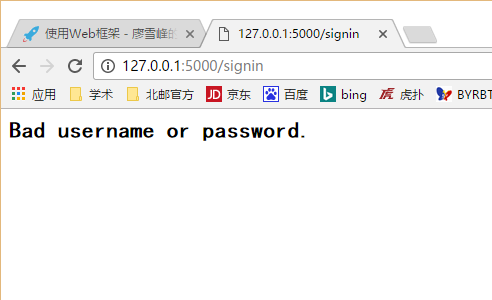 使用Web框架 - 廖雪峰的
127.0.0.1:5000/signin
127.0.0.1:5000/signin
应用 学术 北邮官方 JD 京东 百度 b bing 虎 虎扑 BYRBT
Bad username or password.